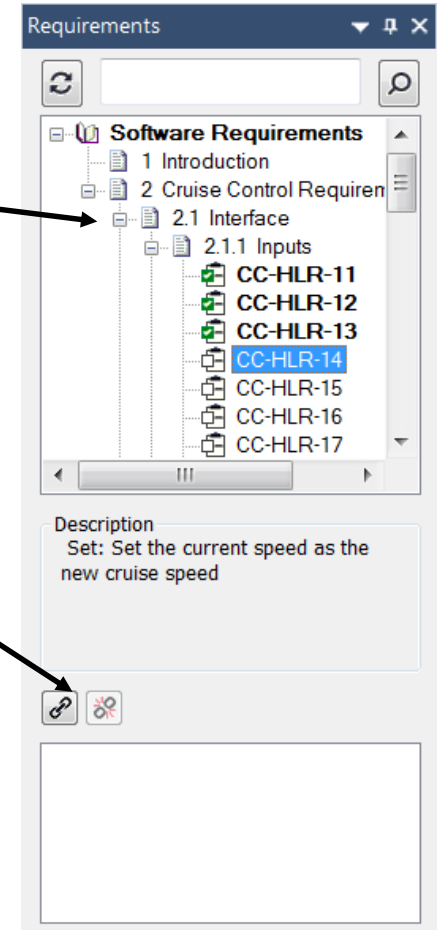 Requirements
Software Requirements
1 Introduction
2 Cruise Control Requirem
2.1 Interface
2.1.1 Inputs
CC-HLR-11
CC-HLR-12
CC-HLR-13
CC-HLR-14
CC-HLR-15
CC-HLR-16
CC-HLR-17
Description
Set: Set the current speed as the
new cruise speed